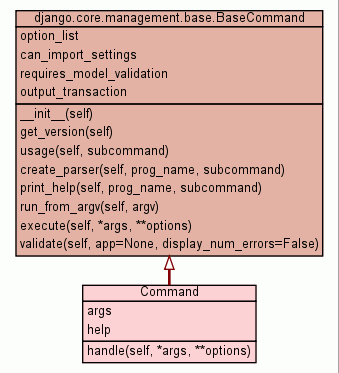 django.core.management.base.BaseCommand
option_list
can_import_settings
requires_model_validation
output_transaction
__init__(self)
get_version(self)
usage(self, subcommand)
create_parser(self, prog_name, subcommand)
print_help(self, prog_name, subcommand)
run_from_argv(self, argv)
execute(self, *args, **options)
validate(self, app=None, display_num_errors=False)
Command
args
help
handle(self, *args, **options)